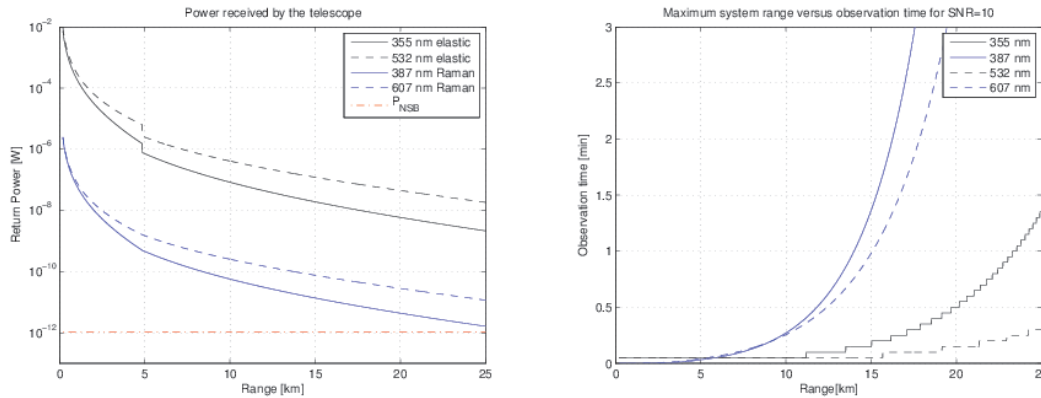 Power received by the telescope
Return Power [W]
10^-2
10^-4
10^-6
10^-8
10^-10
10^-12
355 nm elastic
532 nm elastic
387 nm Raman
607 nm Raman
P_NSB
0
5
10
15
20
25
Range [km]
Maximum system range versus observation time for SNR=10
Observation time [min]
3
2.5
2
1.5
1
0.5
0
355 nm
387 nm
532 nm
607 nm
0
5
10
15
20
25
Range[km]